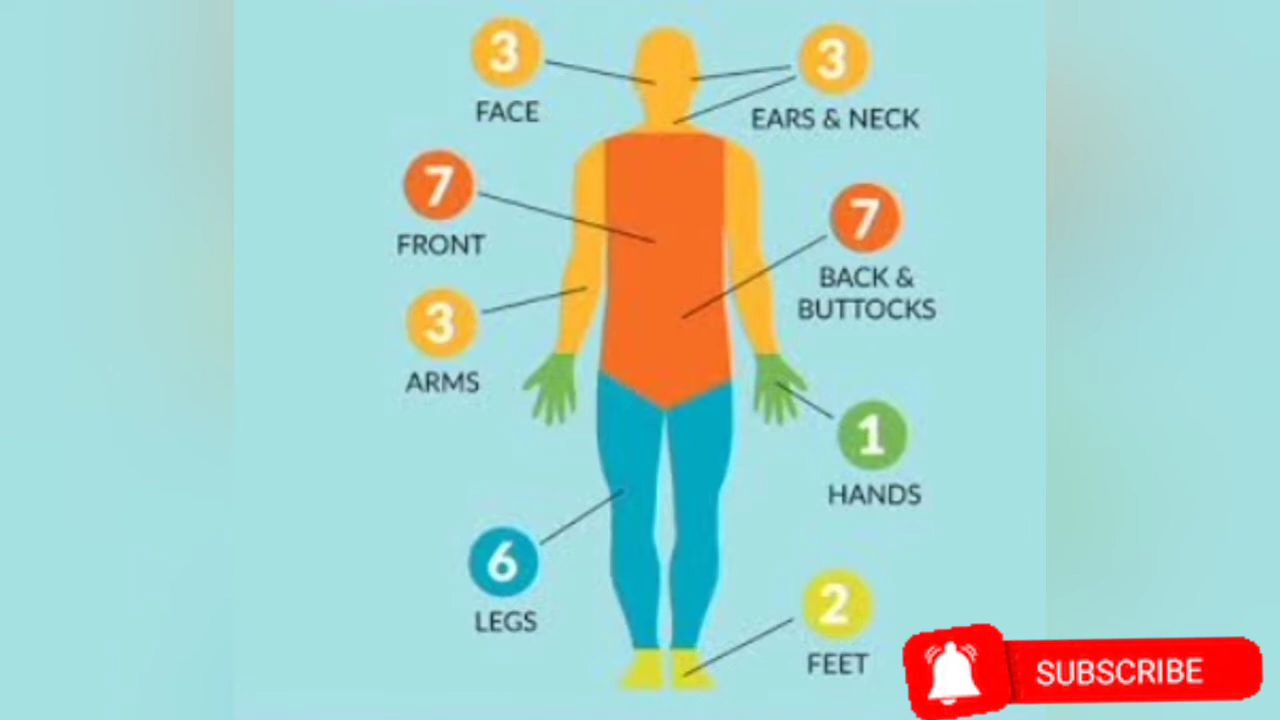 3
FACE
3
EARS & NECK
7
FRONT
7
BACK &
BUTTOCKS
3
ARMS
1
HANDS
6
LEGS
2
FEET
SUBSCRIBE